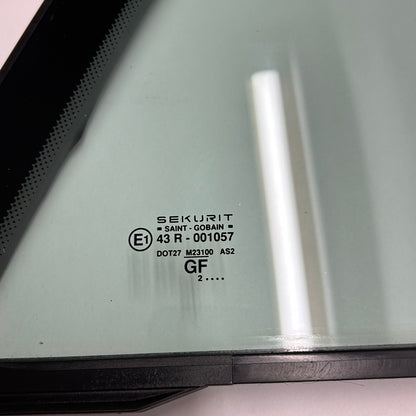 SEKURIT
= SAINT - GOBAIN =
E1 43 R - 001057
DOT27 M23100 AS2
GF
2 ....